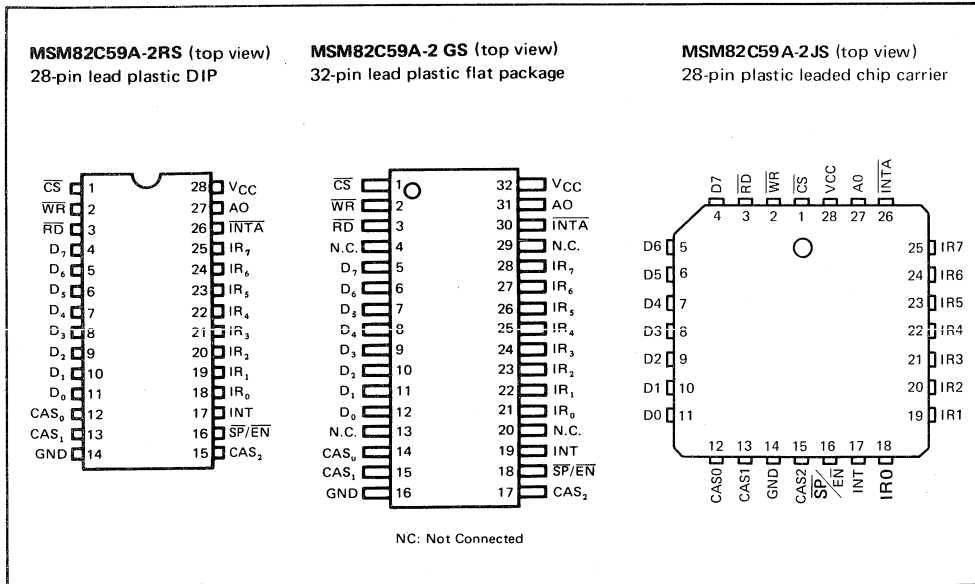 MSM82C59A-2RS (top view)
28-pin lead plastic DIP
CS 1 28 VCC
WR 2 27 AO
RD 3 26 INTA
D7 4 25 IR7
D6 5 24 IR6
D5 6 23 IR5
D4 7 22 IR4
D3 8 21 IR3
D2 9 20 IR2
D1 10 19 IR1
D0 11 18 IR0
CAS0 12 17 INT
CAS1 13 16 SP/EN
GND 14 15 CAS2
MSM82C59A-2 GS (top view)
32-pin lead plastic flat package
CS 1 32 VCC
WR 2 31 AO
RD 3 30 INTA
N.C. 4 29 N.C.
D7 5 28 IR7
D6 6 27 IR6
D5 7 26 IR5
D4 8 25 IR4
D3 9 24 IR3
D2 10 23 IR2
D1 11 22 IR1
D0 12 21 IR0
N.C. 13 20 N.C.
CAS0 14 19 INT
CAS1 15 18 SP/EN
GND 16 17 CAS2
NC: Not Connected
MSM82C59A-2JS (top view)
28-pin plastic leaded chip carrier
D7 RD WR CS VCC A0 INTA
4 3 2 1 28 27 26
D6 5 25 IR7
D5 6 24 IR6
D4 7 23 IR5
D3 8 22 IR4
D2 9 21 IR3
D1 10 20 IR2
D0 11 19 IR1
12 13 14 15 16 17 18
CAS0 CAS1 GND CAS2 SP/EN INT IR0